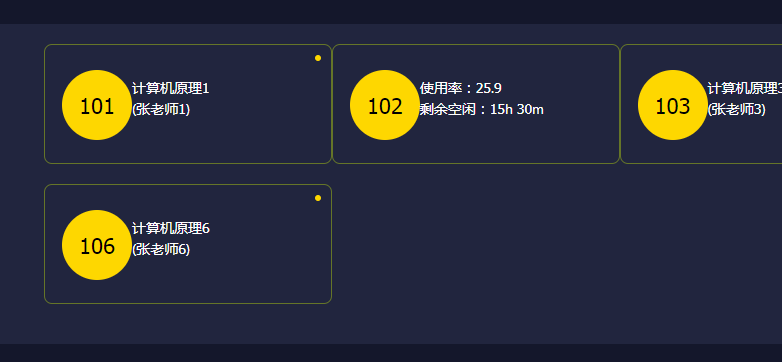 101
计算机原理1
(张老师1)
102
使用率：25.9
剩余空闲：15h 30m
103
计算机原理3
(张老师3)
106
计算机原理6
(张老师6)